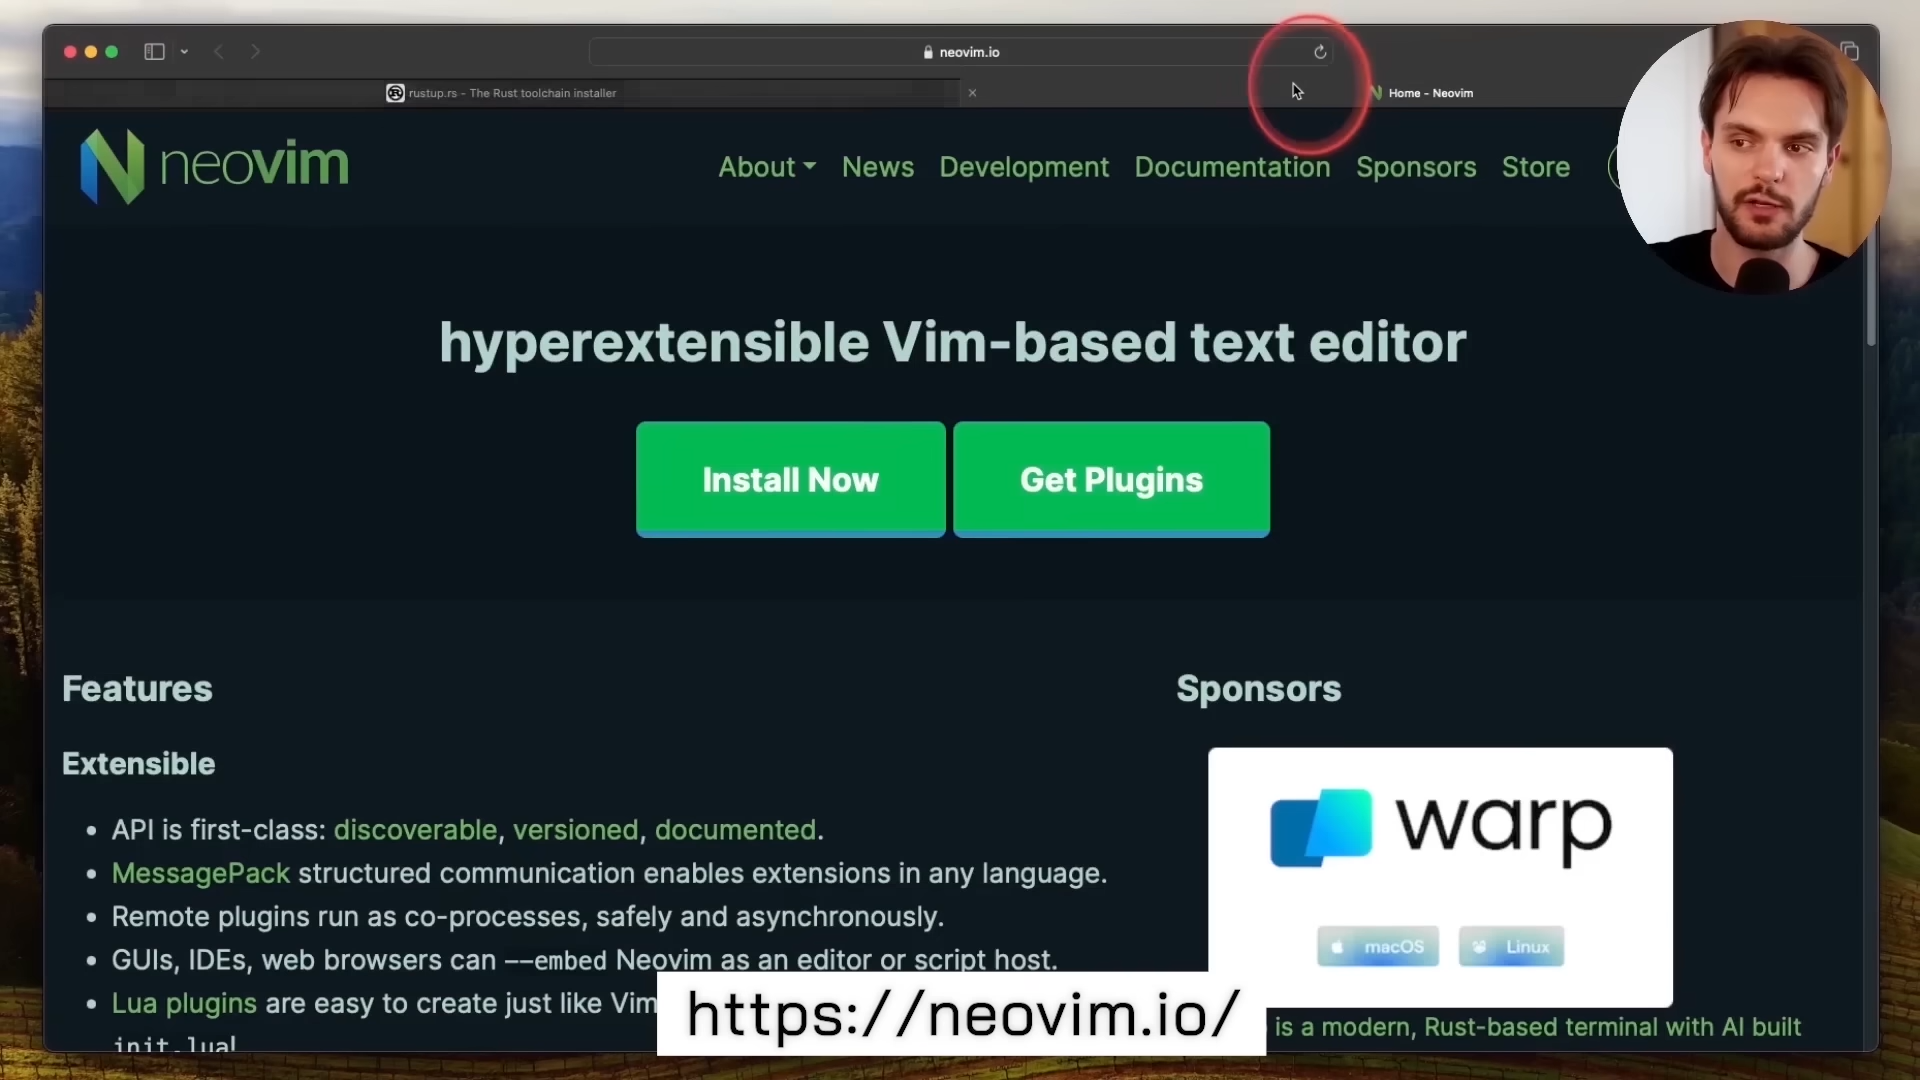 neovim.io
rustup.rs - The Rust toolchain installer
Home - Neovim
neovim
About News Development Documentation Sponsors Store
hyperextensible Vim-based text editor
Install Now Get Plugins
Features
Sponsors
Extensible
API is first-class: discoverable, versioned, documented.
MessagePack structured communication enables extensions in any language.
Remote plugins run as co-processes, safely and asynchronously.
GUIs, IDEs, web browsers can --embed Neovim as an editor or script host.
Lua plugins are easy to create just like Vim
init.lua!
warp
macOS Linux
is a modern, Rust-based terminal with AI built
https://neovim.io/